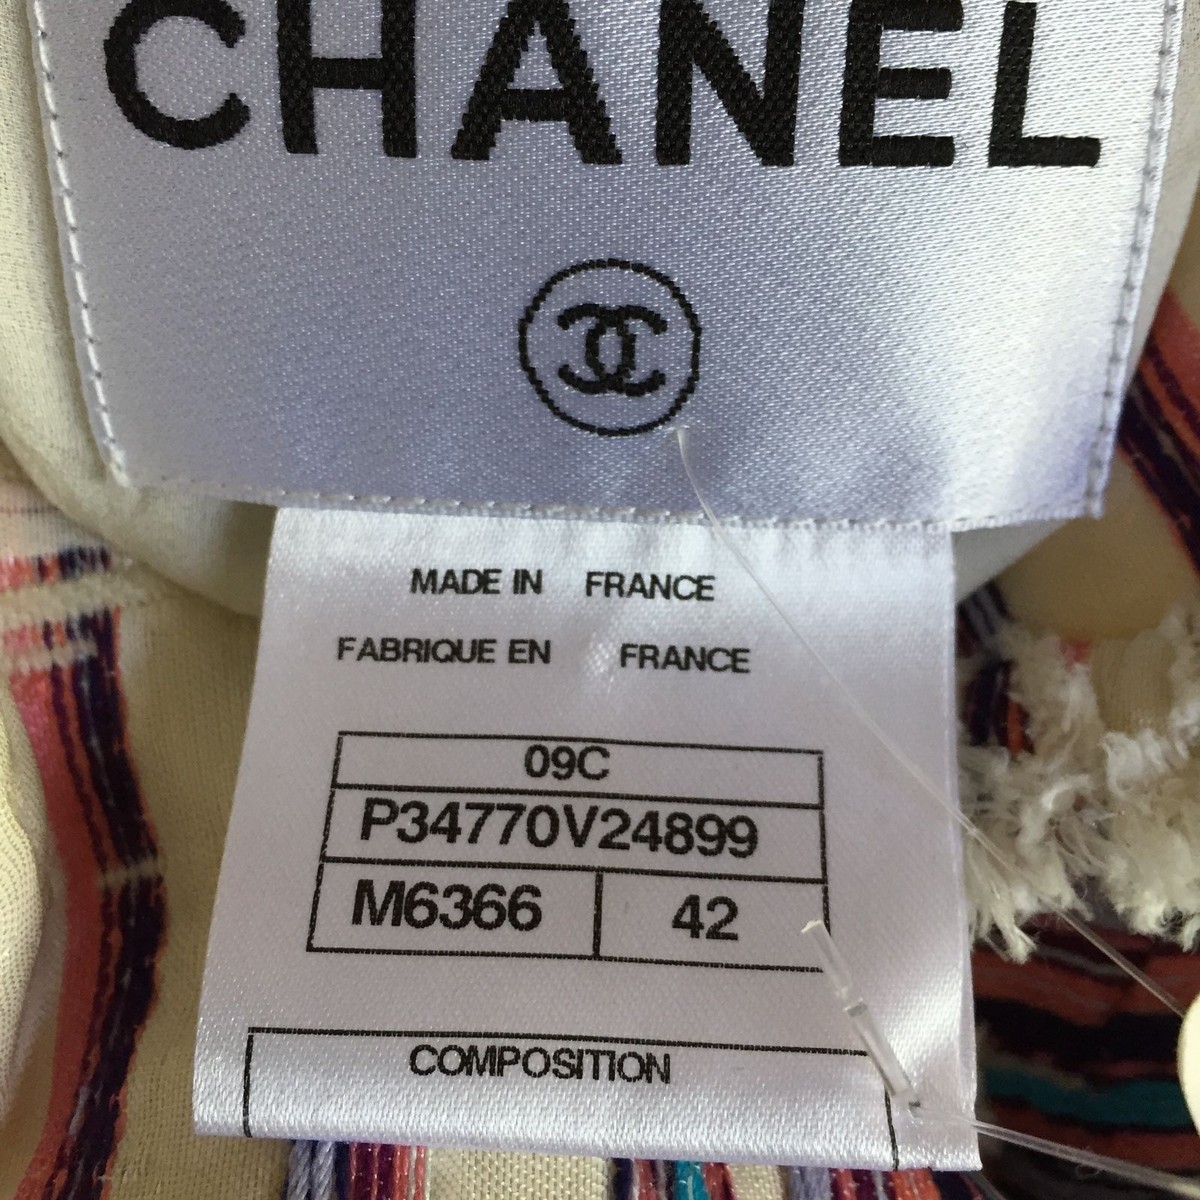 CHANEL
MADE IN FRANCE
FABRIQUE EN FRANCE
09C
P34770V24899
M6366 42
COMPOSITION